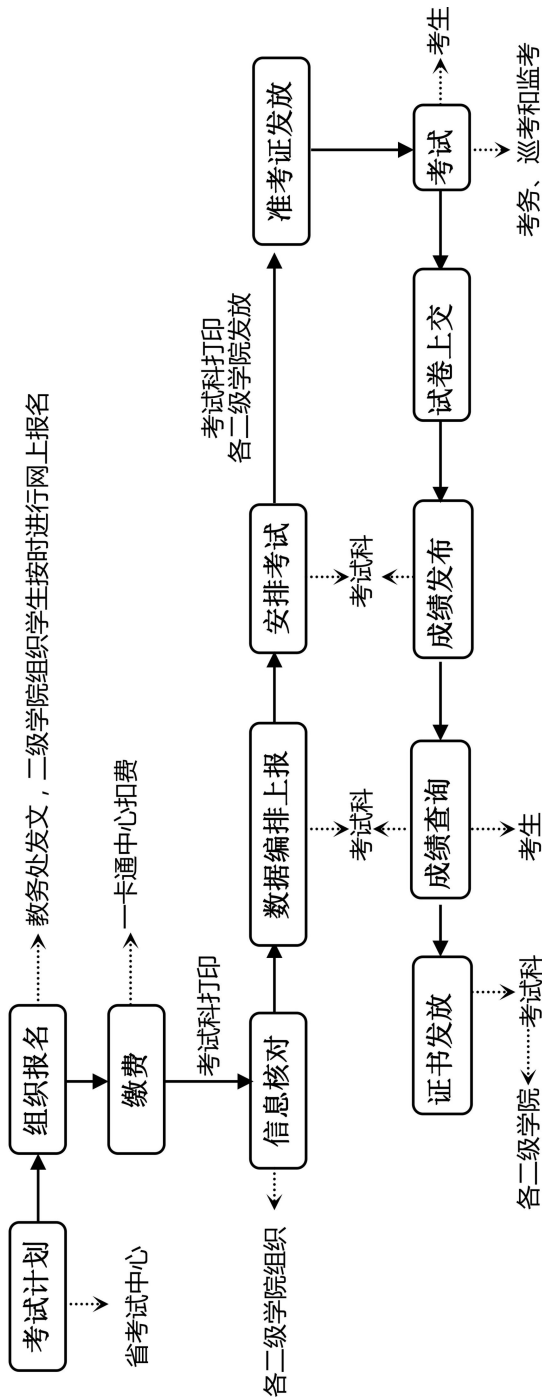 考试计划
省考试中心
组织报名
教务处发文，二级学院组织学生按时进行网上报名
缴费
一卡通中心扣费
考试科打印
信息核对
各二级学院组织
数据编排上报
考试科
安排考试
考试科
考试科打印
各二级学院发放
准考证发放
考试
考生
考务、巡考和监考
试卷上交
成绩发布
成绩查询
考生
证书发放
考试科
各二级学院